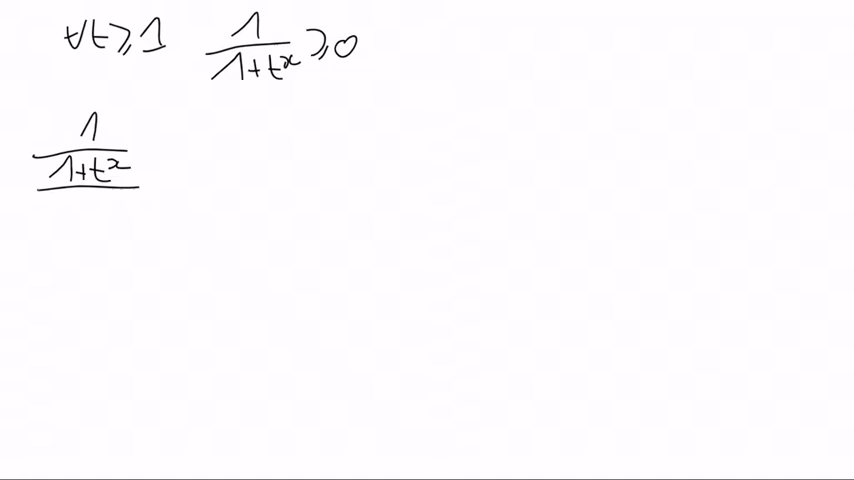 ∀t ⩾ 1 1/(1+t^x) ⩾ 0
1/(1+t^x)